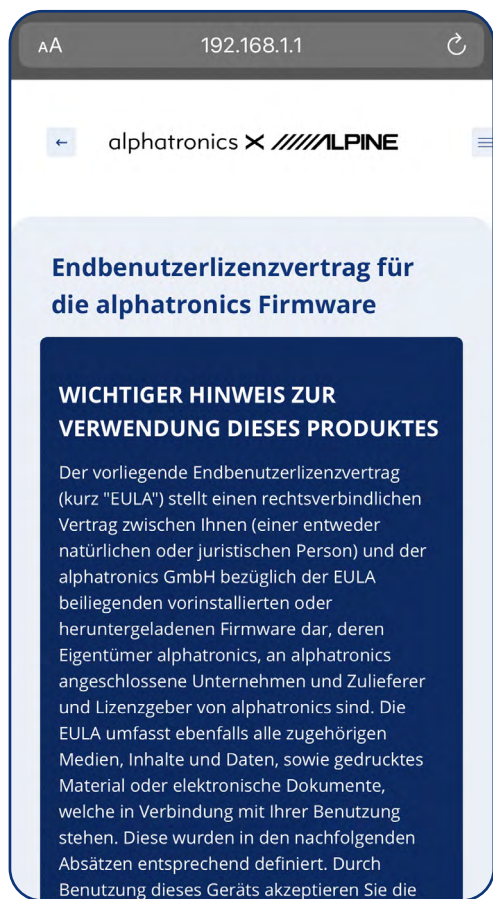 AA 192.168.1.1
alphatronics X ALPINE
Endbenutzerlizenzvertrag für
die alphatronics Firmware
WICHTIGER HINWEIS ZUR
VERWENDUNG DIESES PRODUKTES
Der vorliegende Endbenutzerlizenzvertrag
(kurz "EULA") stellt einen rechtsverbindlichen
Vertrag zwischen Ihnen (einer entweder
natürlichen oder juristischen Person) und der
alphatronics GmbH bezüglich der EULA
beiliegenden vorinstallierten oder
heruntergeladenen Firmware dar, deren
Eigentümer alphatronics, an alphatronics
angeschlossene Unternehmen und Zulieferer
und Lizenzgeber von alphatronics sind. Die
EULA umfasst ebenfalls alle zugehörigen
Medien, Inhalte und Daten, sowie gedrucktes
Material oder elektronische Dokumente,
welche in Verbindung mit Ihrer Benutzung
stehen. Diese wurden in den nachfolgenden
Absätzen entsprechend definiert. Durch
Benutzung dieses Geräts akzeptieren Sie die